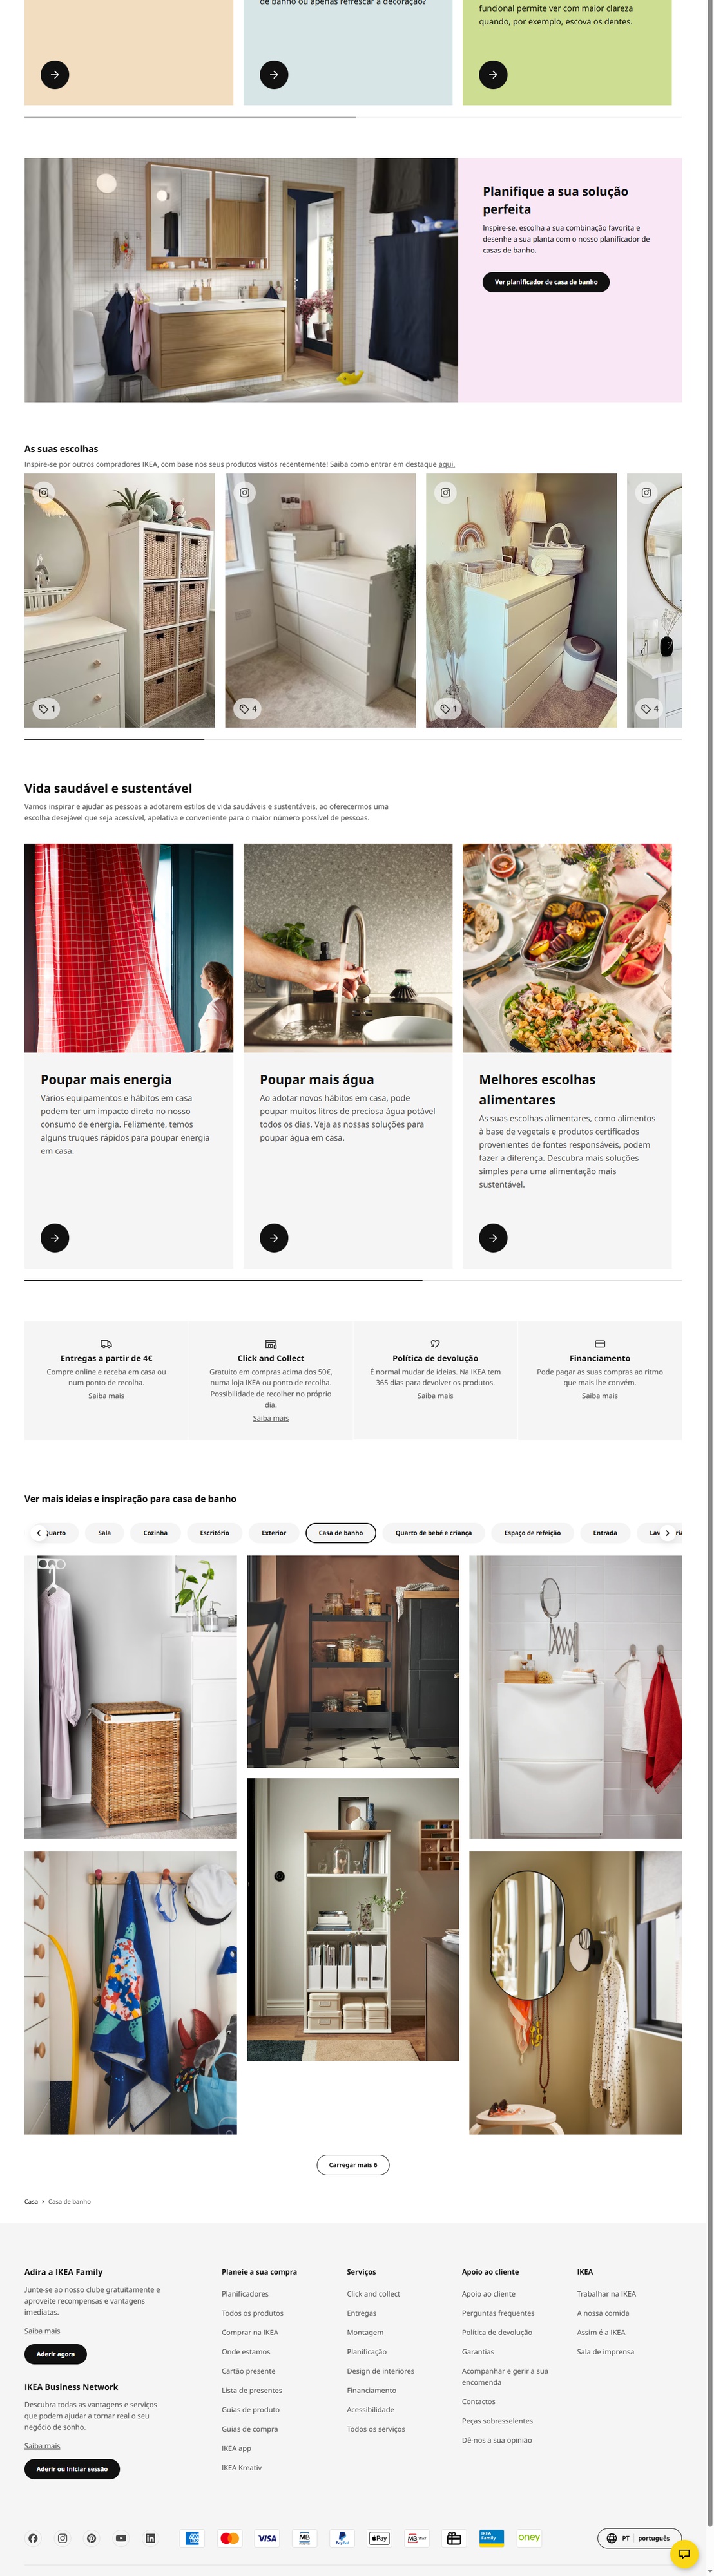 de banho ou apenas refrescar a decoração?
funcional permite ver com maior clareza
quando, por exemplo, escova os dentes.
Planifique a sua solução
perfeita
Inspire-se, escolha a sua combinação favorita e
desenhe a sua planta com o nosso planificador de
casas de banho.
Ver planificador de casa de banho
As suas escolhas
Inspire-se por outros compradores IKEA, com base nos seus produtos vistos recentemente! Saiba como entrar em destaque aqui.
1
4
1
4
Vida saudável e sustentável
Vamos inspirar e ajudar as pessoas a adotarem estilos de vida saudáveis e sustentáveis, ao oferecermos uma
escolha desejável que seja acessível, apelativa e conveniente para o maior número possível de pessoas.
Poupar mais energia
Vários equipamentos e hábitos em casa
podem ter um impacto direto no nosso
consumo de energia. Felizmente, temos
alguns truques rápidos para poupar energia
em casa.
Poupar mais água
Ao adotar novos hábitos em casa, pode
poupar muitos litros de preciosa água potável
todos os dias. Veja as nossas soluções para
poupar água em casa.
Melhores escolhas
alimentares
As suas escolhas alimentares, como alimentos
à base de vegetais e produtos certificados
provenientes de fontes responsáveis, podem
fazer a diferença. Descubra mais soluções
simples para uma alimentação mais
sustentável.
Entregas a partir de 4€
Compre online e receba em casa ou
num ponto de recolha.
Saiba mais
Click and Collect
Gratuito em compras acima dos 50€,
numa loja IKEA ou ponto de recolha.
Possibilidade de recolher no próprio
dia.
Saiba mais
Política de devolução
É normal mudar de ideias. Na IKEA tem
365 dias para devolver os produtos.
Saiba mais
Financiamento
Pode pagar as suas compras ao ritmo
que mais lhe convém.
Saiba mais
Ver mais ideias e inspiração para casa de banho
Quarto
Sala
Cozinha
Escritório
Exterior
Casa de banho
Quarto de bebé e criança
Espaço de refeição
Entrada
Carregar mais 6
Casa
Casa de banho
Adira a IKEA Family
Junte-se ao nosso clube gratuitamente e
aproveite recompensas e vantagens
imediatas.
Saiba mais
Aderir agora
IKEA Business Network
Descubra todas as vantagens e serviços
que podem ajudar a tornar real o seu
negócio de sonho.
Saiba mais
Aderir ou Iniciar sessão
Planeie a sua compra
Planificadores
Todos os produtos
Comprar na IKEA
Onde estamos
Cartão presente
Lista de presentes
Guias de produto
Guias de compra
IKEA app
IKEA Kreativ
Serviços
Click and collect
Entregas
Montagem
Planificação
Design de interiores
Financiamento
Acessibilidade
Todos os serviços
Apoio ao cliente
Apoio ao cliente
Perguntas frequentes
Política de devolução
Garantias
Acompanhar e gerir a sua
encomenda
Contactos
Peças sobresselentes
Dê-nos a sua opinião
IKEA
Trabalhar na IKEA
A nossa comida
Assim é a IKEA
Sala de imprensa
VISA
MB
PayPal
Pay
MB WAY
IKEA
Family
oney
PT
português